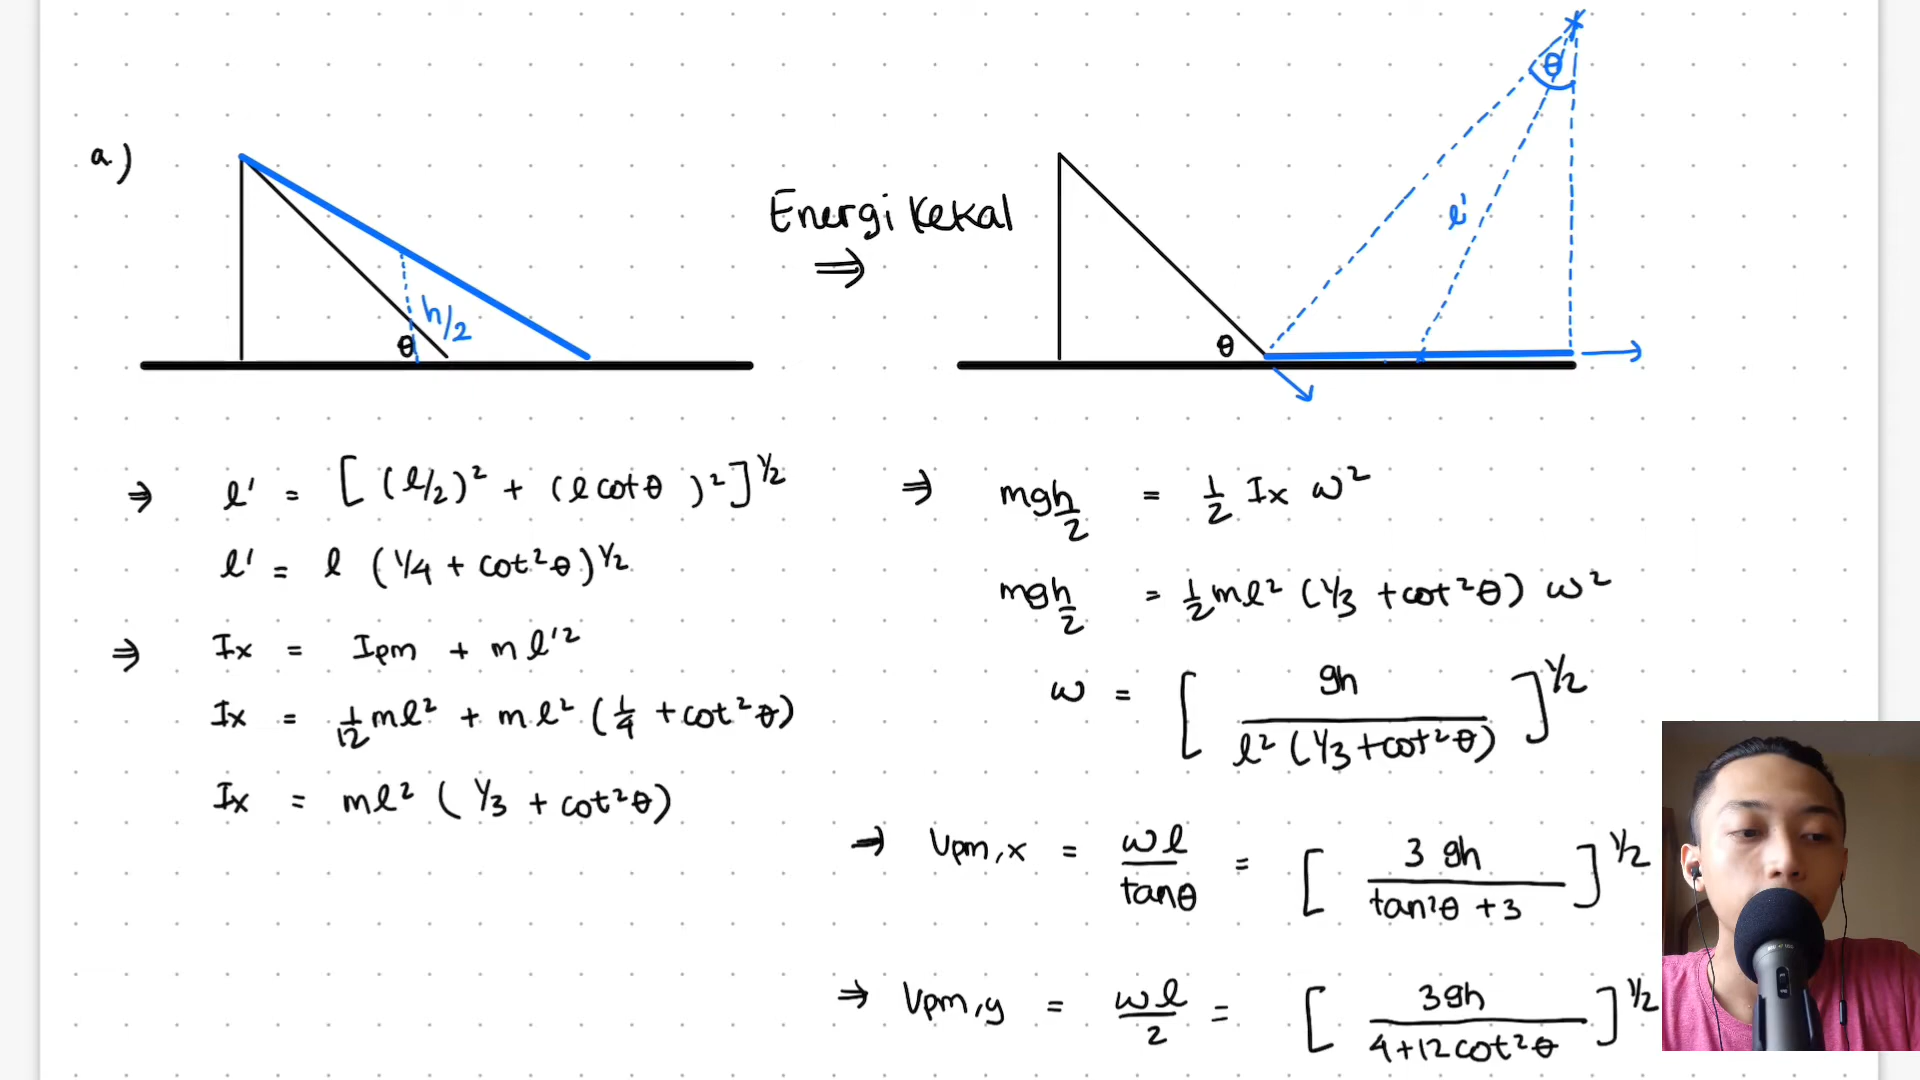 a)
h/2
θ
Energi Kekal
⇒
θ
l'
θ
⇒ l' = [(l/2)² + (l cot θ)²]^½
l' = l (1/4 + cot²θ)^½
⇒ Ix = Ipm + m l'²
Ix = 1/12 ml² + ml² (1/4 + cot²θ)
Ix = ml² (1/3 + cot²θ)
⇒ mgh/2 = 1/2 Ix ω²
mgh/2 = 1/2 ml² (1/3 + cot²θ) ω²
ω = [gh / l² (1/3 + cot²θ)]^½
⇒ Vpm,x = ωl / tanθ = [3 gh / tan²θ + 3]^½
⇒ Vpm,y = ωl / 2 = [3gh / 4+12cot²θ]^½